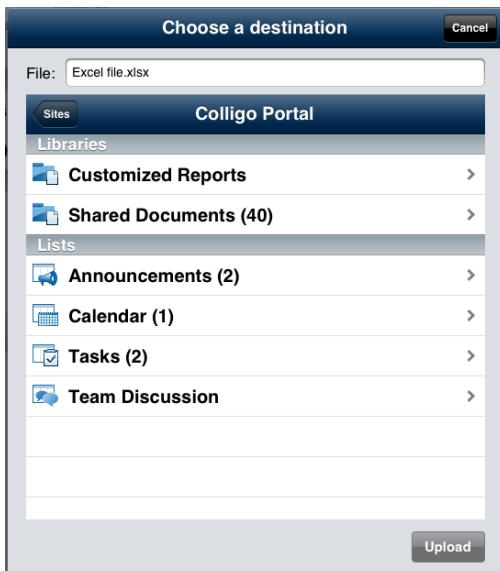 Choose a destination
Cancel
File: Excel file.xlsx
Sites
Colligo Portal
Libraries
Customized Reports
Shared Documents (40)
Lists
Announcements (2)
Calendar (1)
Tasks (2)
Team Discussion
Upload